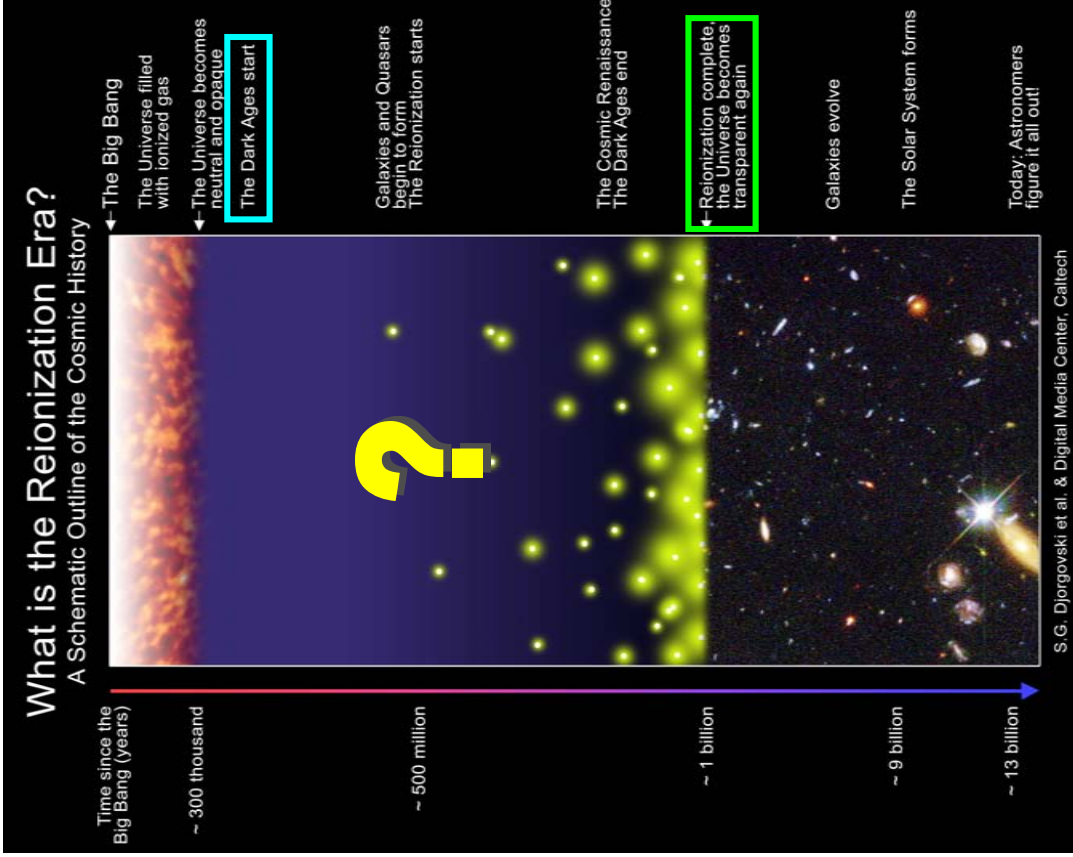 What is the Reionization Era?
A Schematic Outline of the Cosmic History
Time since the
Big Bang (years)
~ 300 thousand
~ 500 million
~ 1 billion
~ 9 billion
~ 13 billion
?
The Big Bang
The Universe filled
with ionized gas
The Universe becomes
neutral and opaque
The Dark Ages start
Galaxies and Quasars
begin to form
The Reionization starts
The Cosmic Renaissance
The Dark Ages end
Reionization complete,
the Universe becomes
transparent again
Galaxies evolve
The Solar System forms
Today: Astronomers
figure it all out!
S.G. Djorgovski et al. & Digital Media Center, Caltech